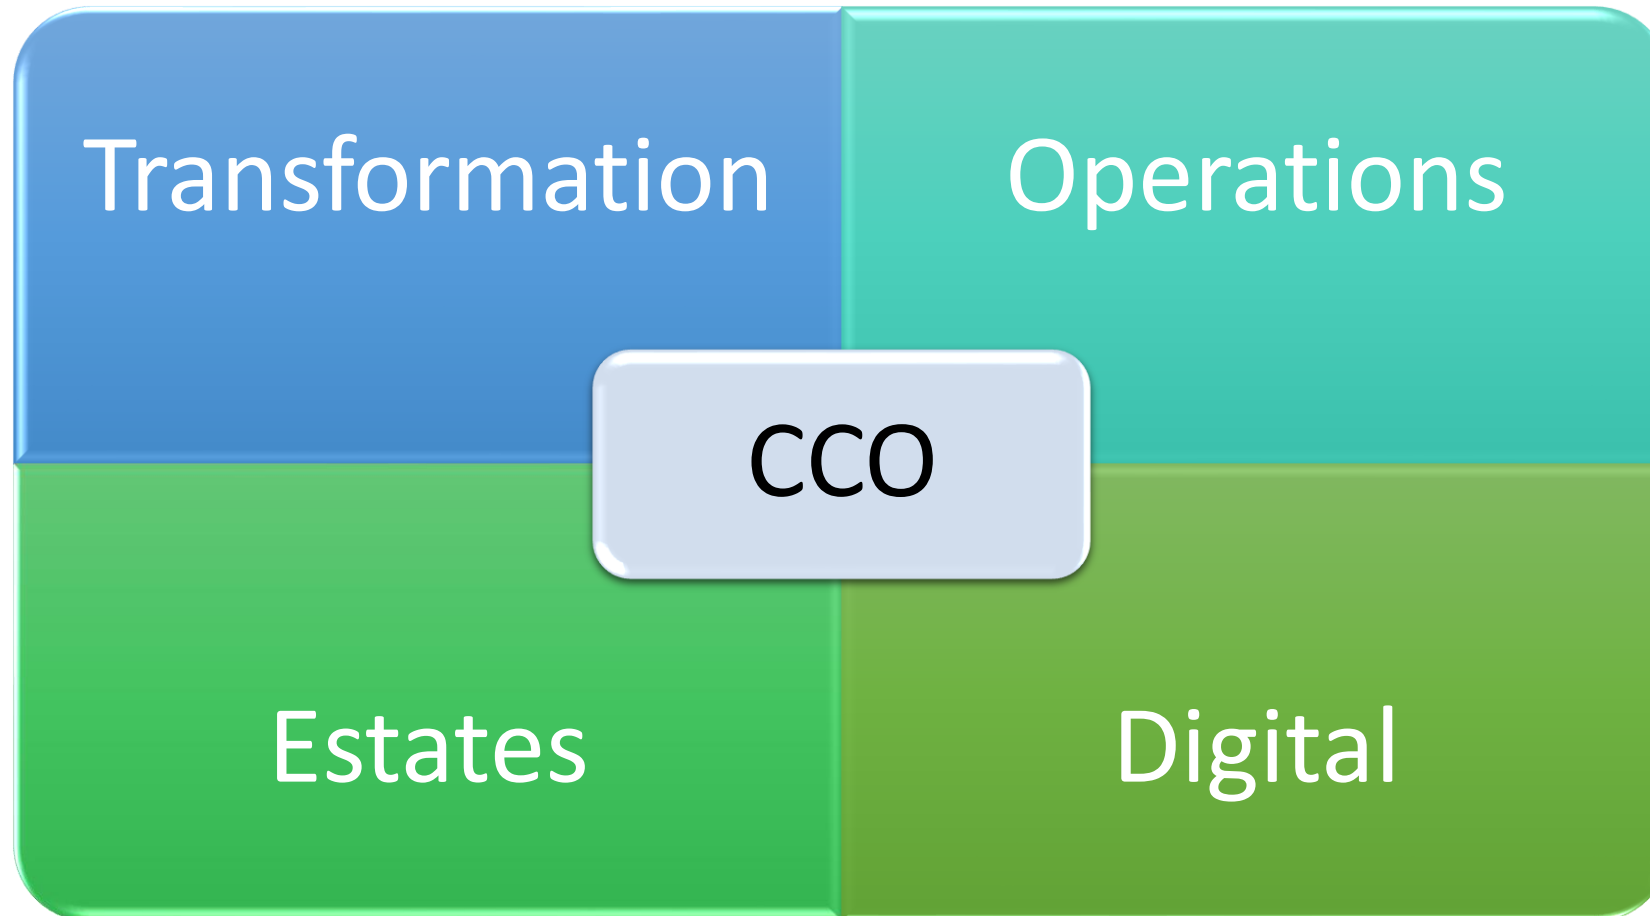 Transformation
Operations
CCO
Estates
Digital